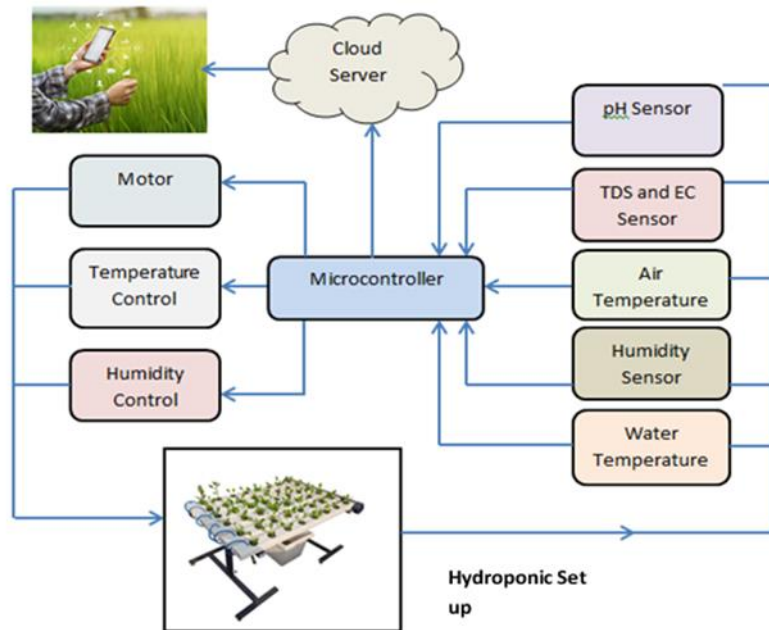 Cloud
Server
pH Sensor
Motor
TDS and EC
Sensor
Temperature
Control
Microcontroller
Air
Temperature
Humidity
Control
Humidity
Sensor
Water
Temperature
Hydroponic Set
up